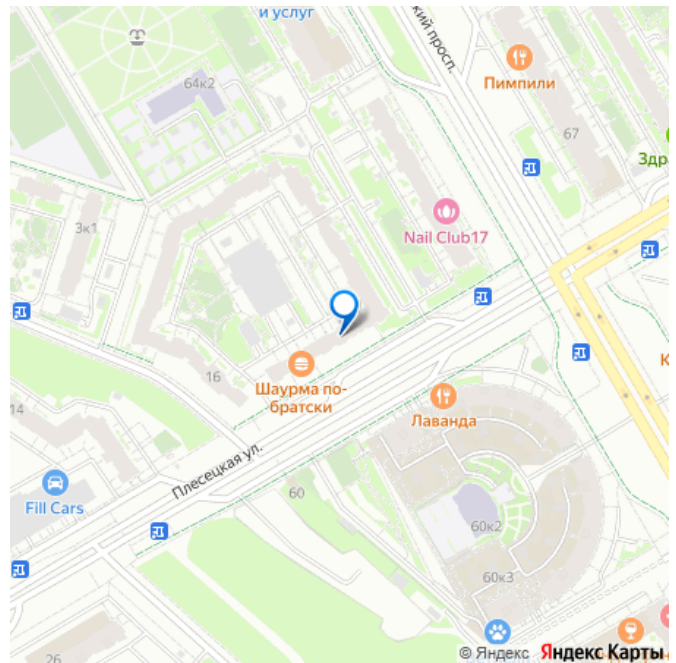 и услуг
кий просп.
Пимпили
64к2
67
Здр
3к1
Nail Club17
16
Шаурма по-
братски
К
14
Лаванда
Плесецкая ул.
Fill Cars
60
60к2
60к3
26
© Яндекс Яндекс Карты